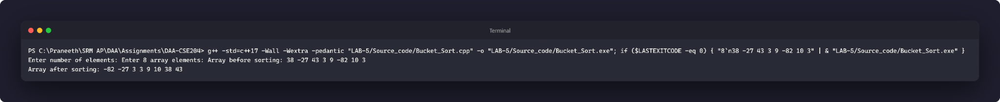 Terminal
PS C:\Praneeth\SRM AP\DAA\Assignments\DAA-CSE204> g++ -std=c++17 -Wall -Wextra -pedantic "LAB-5/Source_code/Bucket_Sort.cpp" -o "LAB-5/Source_code/Bucket_Sort.exe"; if ($LASTEXITCODE -eq 0) { "8`n38 -27 43 3 9 -82 10 3" | & "LAB-5/Source_code/Bucket_Sort.exe" }
Enter number of elements: Enter 8 array elements: Array before sorting: 38 -27 43 3 9 -82 10 3
Array after sorting: -82 -27 3 3 9 10 38 43